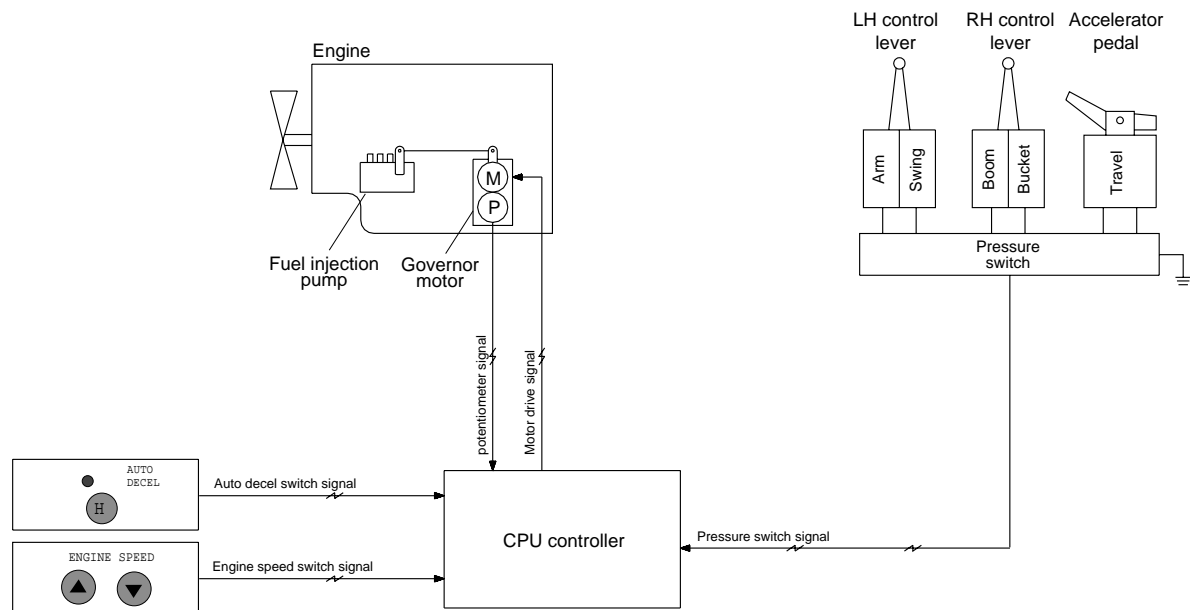 LH control
lever
RH control
lever
Accelerator
pedal
Engine
Arm
Swing
Boom
Bucket
Travel
M
P
Pressure
switch
Fuel injection
pump
Governor
motor
potentiometer signal
Motor drive signal
AUTO
DECEL
H
Auto decel switch signal
CPU controller
Pressure switch signal
ENGINE SPEED
Engine speed switch signal